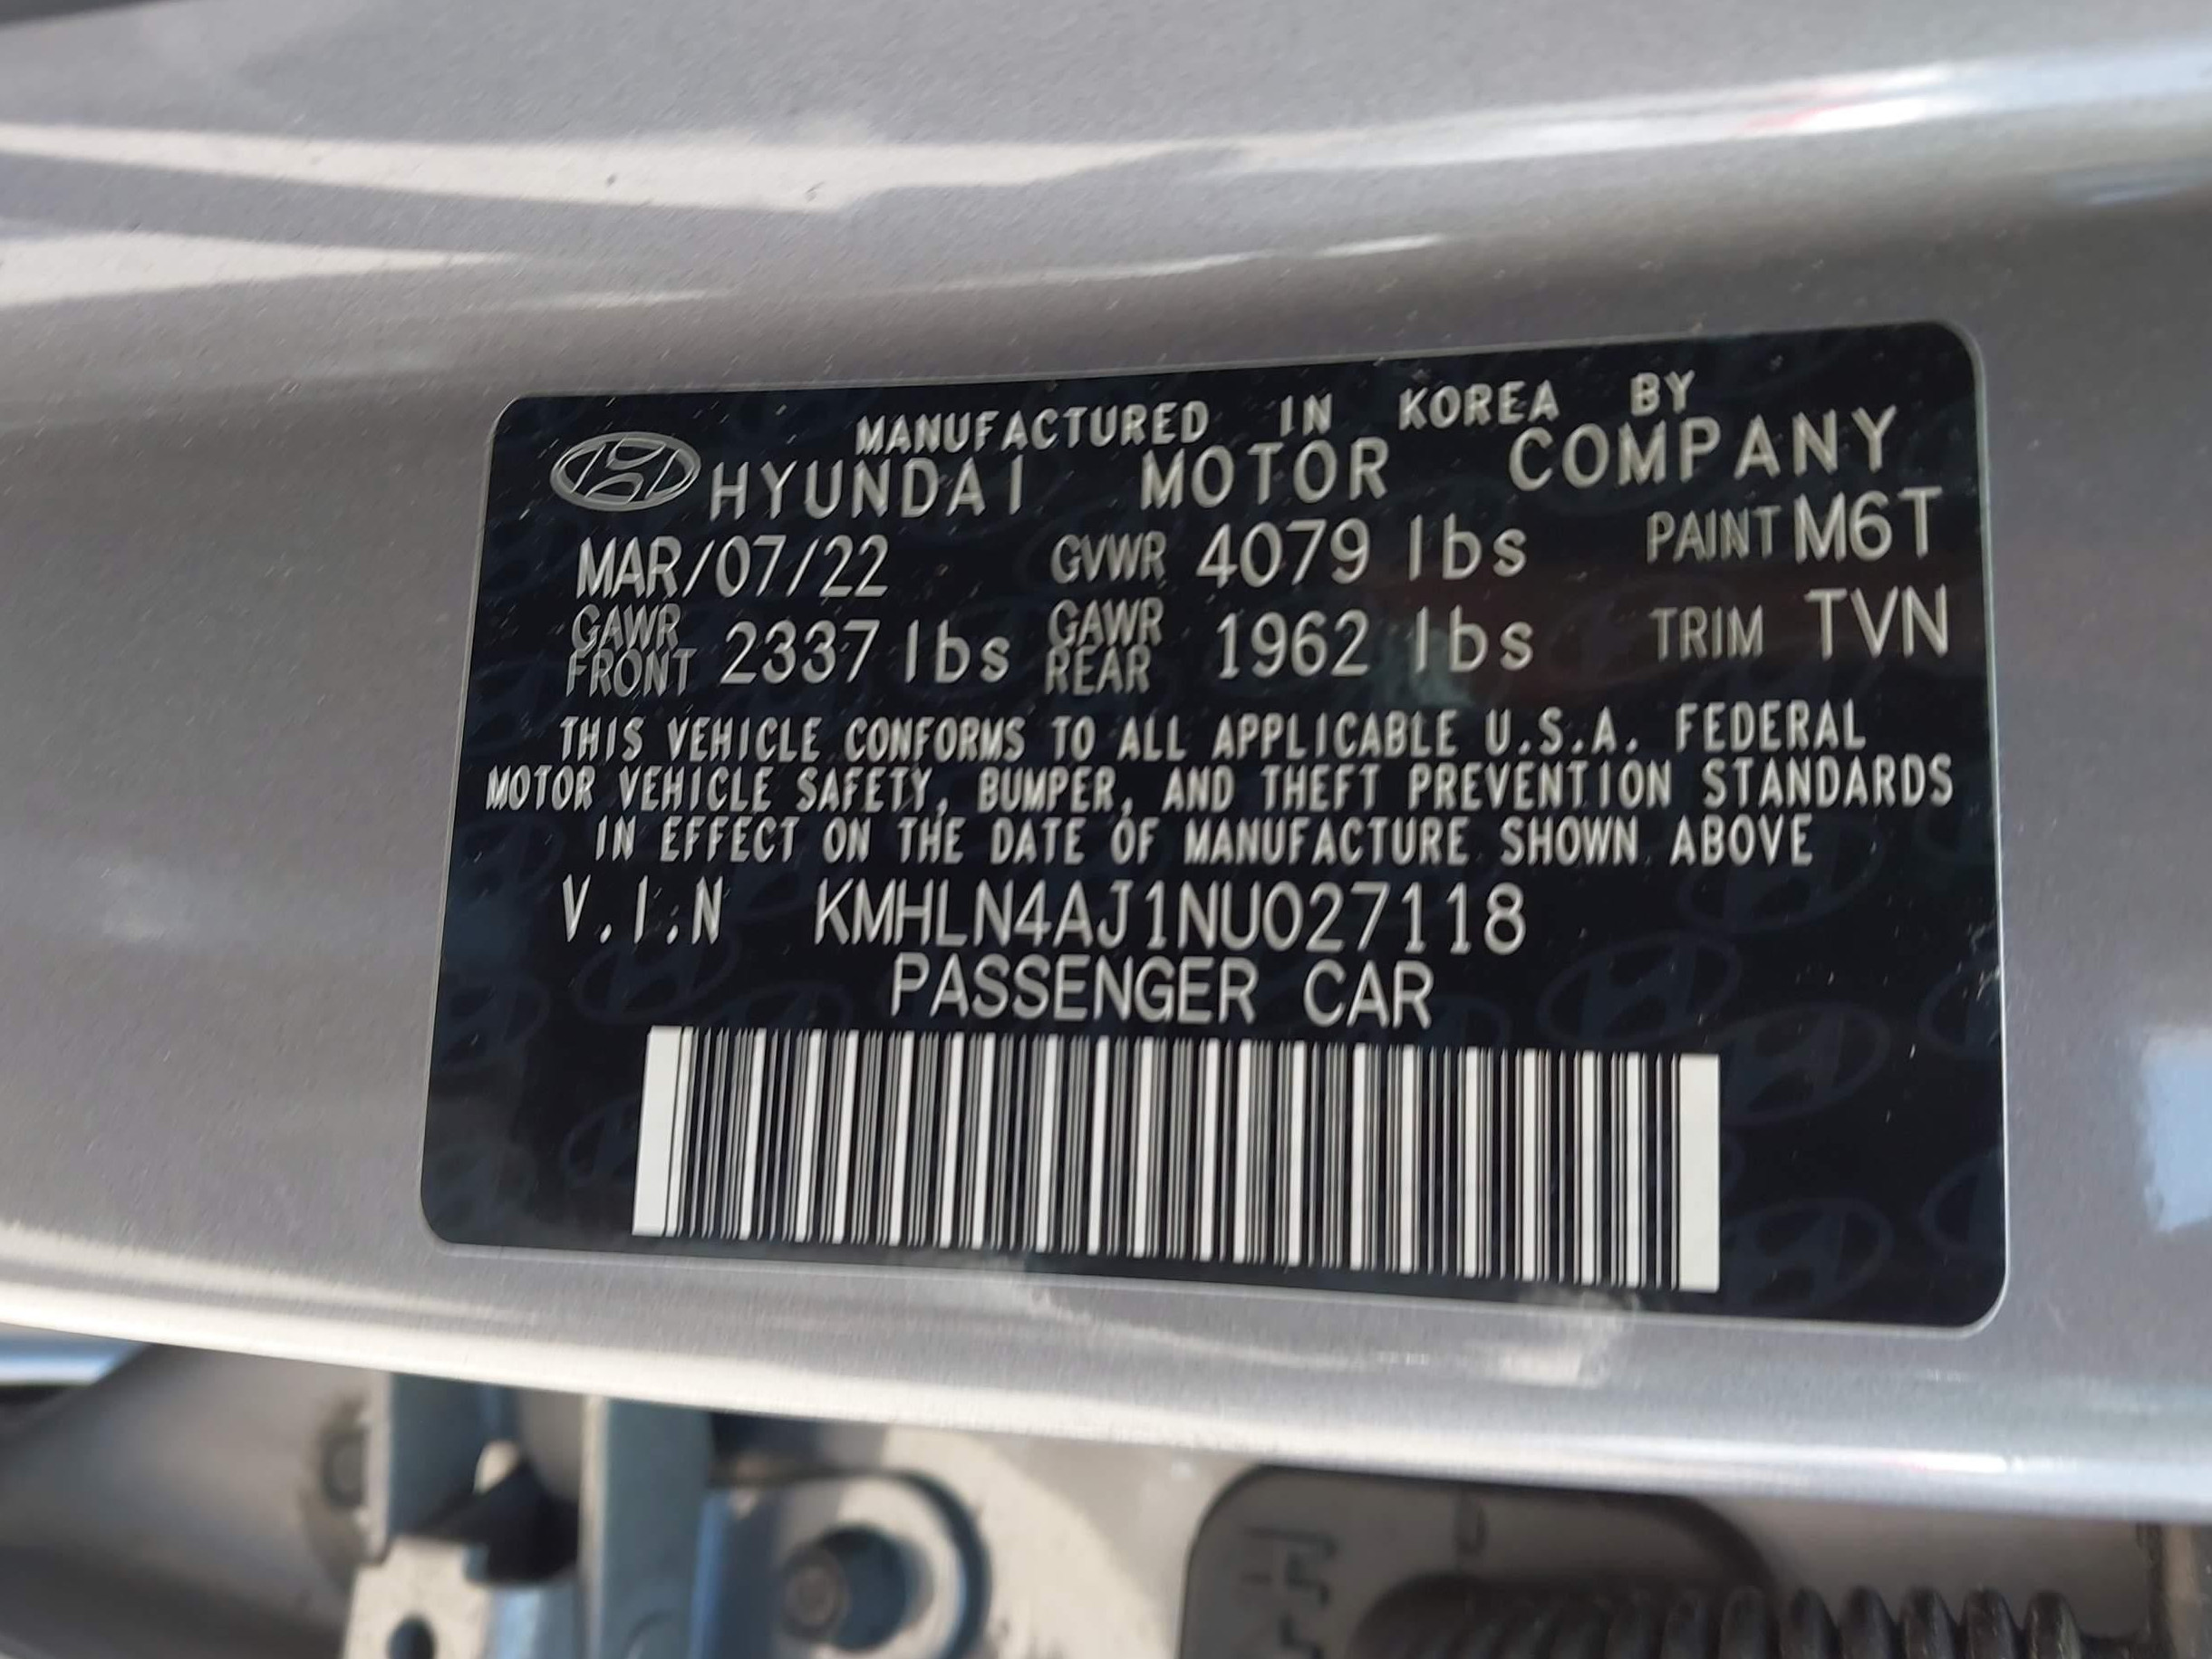 MANUFACTURED IN KOREA BY
HYUNDAI MOTOR COMPANY
MAR/07/22 GVWR 4079 lbs PAINT M6T
GAWR FRONT 2337 lbs GAWR REAR 1962 lbs TRIM TVN
THIS VEHICLE CONFORMS TO ALL APPLICABLE U.S.A. FEDERAL
MOTOR VEHICLE SAFETY, BUMPER, AND THEFT PREVENTION STANDARDS
IN EFFECT ON THE DATE OF MANUFACTURE SHOWN ABOVE
V.I.N KMHLN4AJ1NU027118
PASSENGER CAR